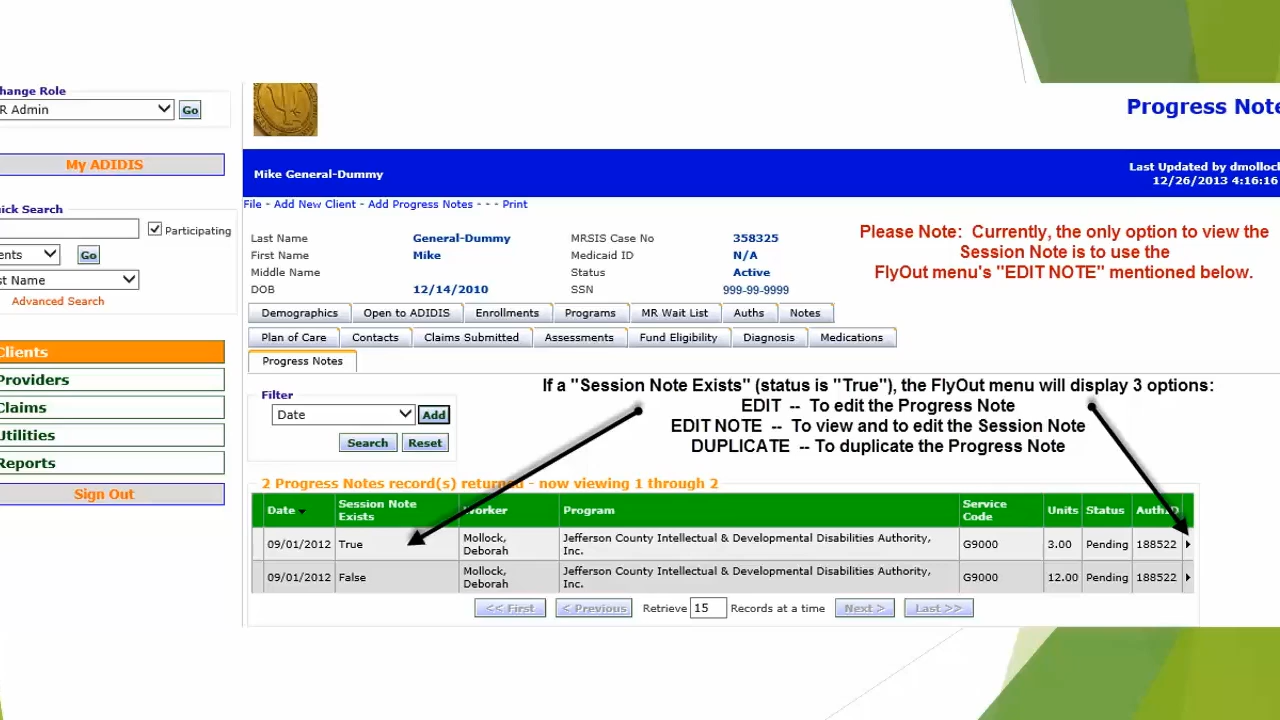 hange Role
R Admin
Go
My ADIDIS
uick Search
Participating
ents
Go
st Name
Advanced Search
Clients
Providers
Claims
Utilities
Reports
Sign Out
Progress Note
Mike General-Dummy
Last Updated by dmolloc
12/26/2013 4:16:16
File - Add New Client - Add Progress Notes - - - Print
Last Name General-Dummy MRSIS Case No 358325
First Name Mike Medicaid ID N/A
Middle Name Status Active
DOB 12/14/2010 SSN 999-99-9999
Please Note: Currently, the only option to view the
Session Note is to use the
FlyOut menu's "EDIT NOTE" mentioned below.
Demographics Open to ADIDIS Enrollments Programs MR Wait List Auths Notes
Plan of Care Contacts Claims Submitted Assessments Fund Eligibility Diagnosis Medications
Progress Notes
If a "Session Note Exists" (status is "True"), the FlyOut menu will display 3 options:
EDIT -- To edit the Progress Note
EDIT NOTE -- To view and to edit the Session Note
DUPLICATE -- To duplicate the Progress Note
Filter
Date Add
Search Reset
2 Progress Notes record(s) returned - now viewing 1 through 2
Date Session Note Exists Worker Program Service Code Units Status AuthID
09/01/2012 True Mollock, Deborah Jefferson County Intellectual & Developmental Disabilities Authority, Inc. G9000 3.00 Pending 188522
09/01/2012 False Mollock, Deborah Jefferson County Intellectual & Developmental Disabilities Authority, Inc. G9000 12.00 Pending 188522
<< First < Previous Retrieve 15 Records at a time Next > Last >>